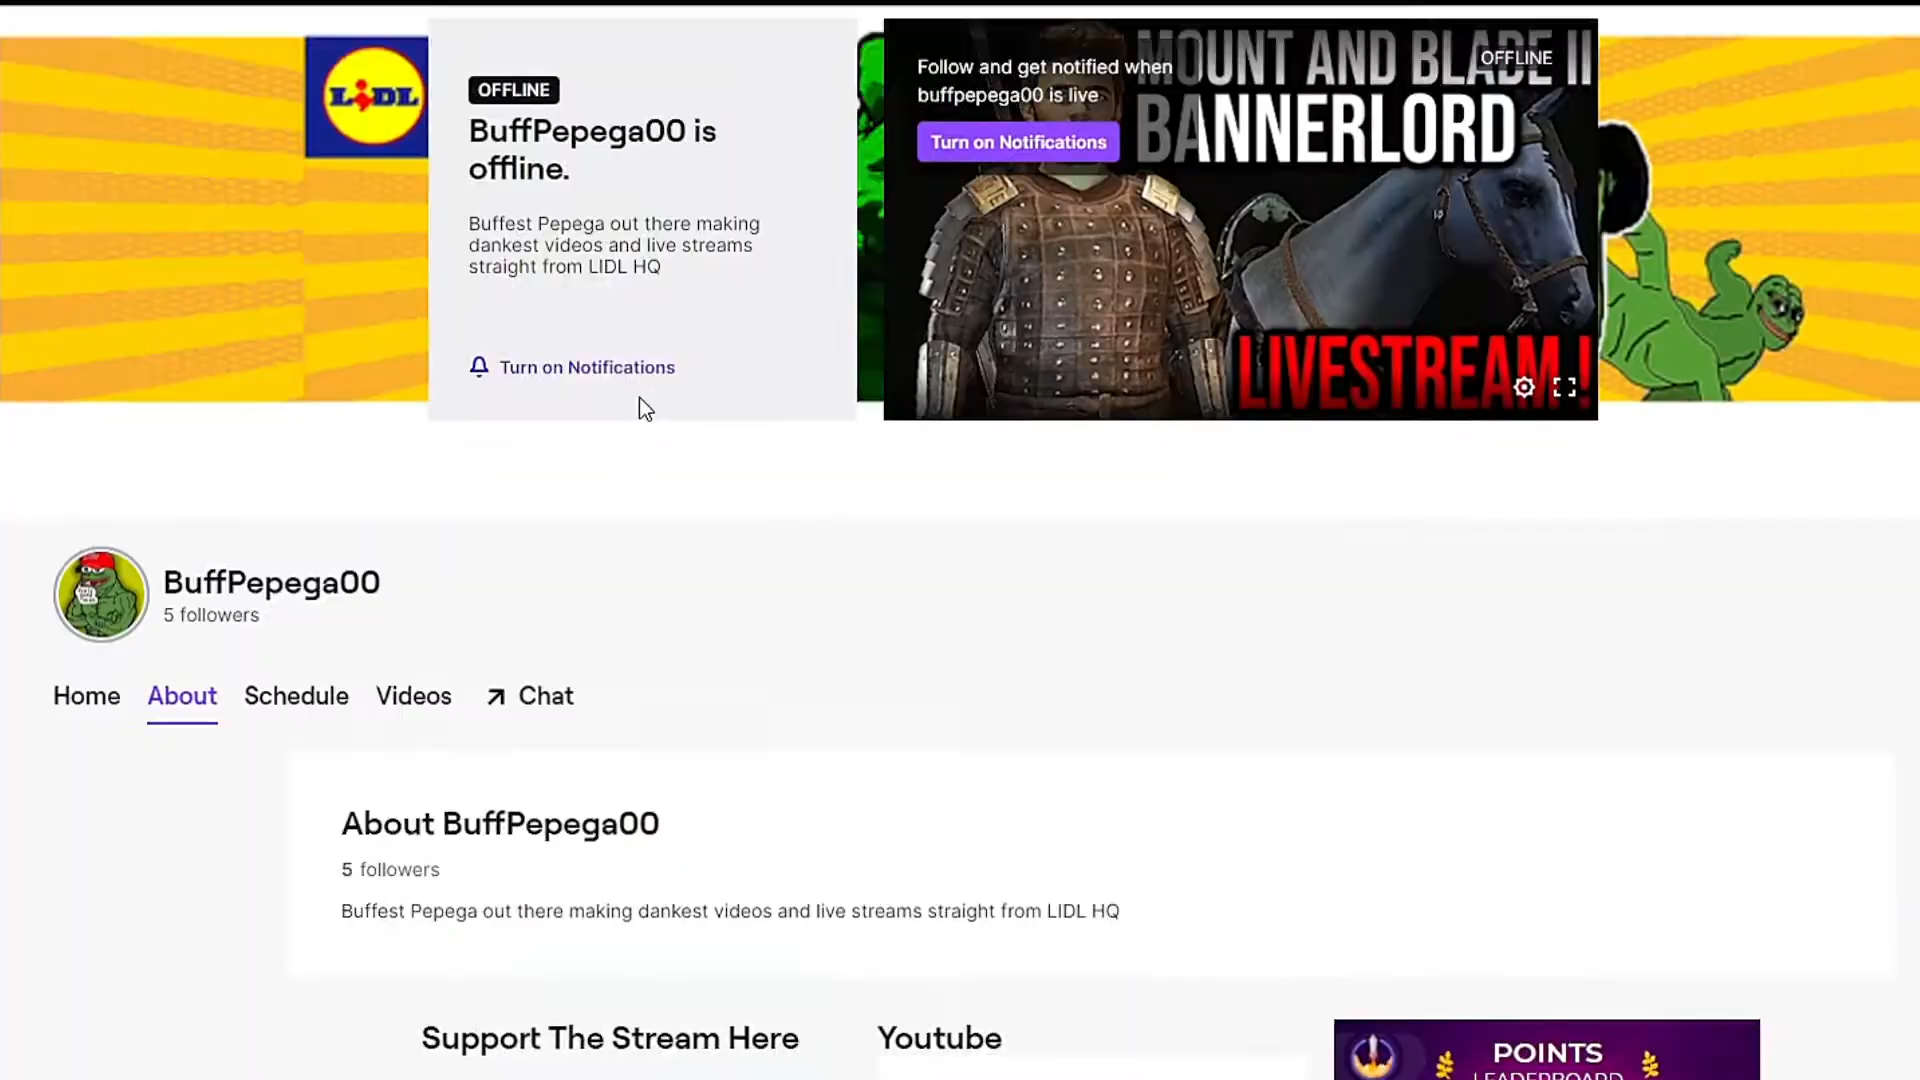 LIDL
OFFLINE
BuffPepega00 is
offline.
Buffest Pepega out there making
dankest videos and live streams
straight from LIDL HQ
Turn on Notifications
Follow and get notified when
buffpepega00 is live
Turn on Notifications
MOUNT AND BLADE II
OFFLINE
BANNERLORD
LIVESTREAM !
BuffPepega00
5 followers
Home About Schedule Videos Chat
About BuffPepega00
5 followers
Buffest Pepega out there making dankest videos and live streams straight from LIDL HQ
Support The Stream Here
Youtube
POINTS
LEADERBOARD